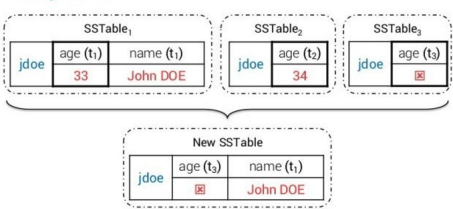 SSTable₁ SSTable₂ SSTable₃
jdoe age (t₁) name (t₁) jdoe age (t₂) jdoe age (t₃)
33 John DOE 34 ☒
New SSTable
jdoe age (t₃) name (t₁)
☒ John DOE